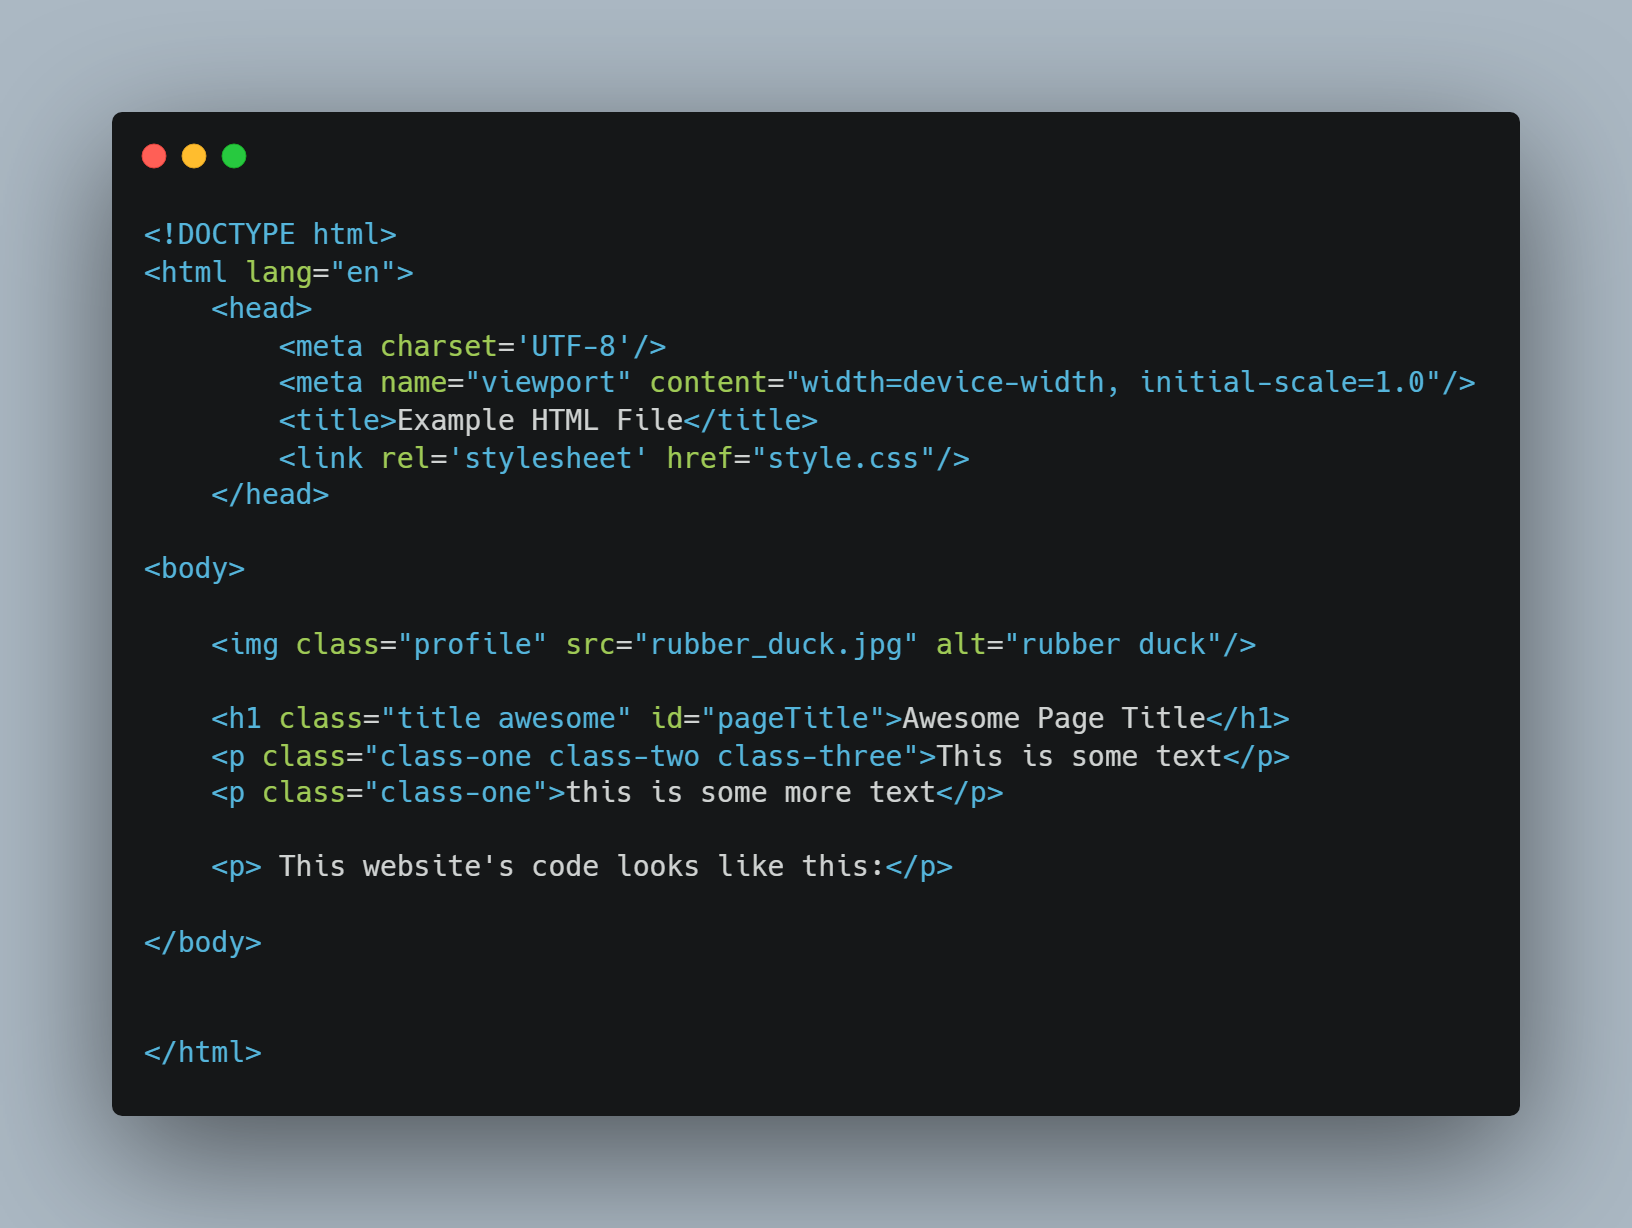 <!DOCTYPE html>
<html lang="en">
    <head>
        <meta charset='UTF-8'/>
        <meta name="viewport" content="width=device-width, initial-scale=1.0"/>
        <title>Example HTML File</title>
        <link rel='stylesheet' href="style.css"/>
    </head>

<body>

    <img class="profile" src="rubber_duck.jpg" alt="rubber duck"/>

    <h1 class="title awesome" id="pageTitle">Awesome Page Title</h1>
    <p class="class-one class-two class-three">This is some text</p>
    <p class="class-one">this is some more text</p>

    <p> This website's code looks like this:</p>

</body>


</html>